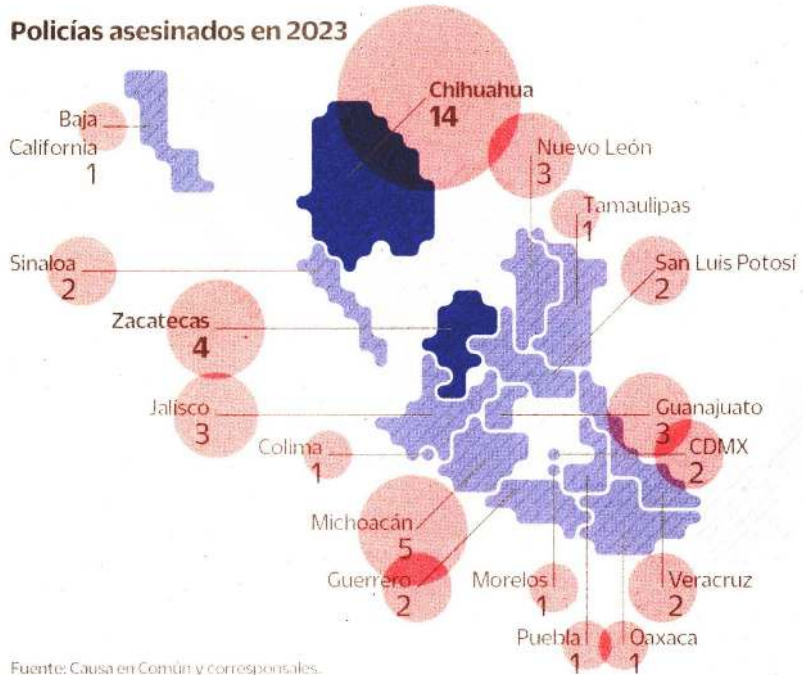 Policías asesinados en 2023
Chihuahua
14
Baja
California
1
Nuevo León
3
Tamaulipas
1
Sinaloa
2
San Luis Potosí
2
Zacatecas
4
Jalisco
3
Guanajuato
3
Colima
1
CDMX
2
Michoacán
5
Guerrero
2
Morelos
1
Veracruz
2
Puebla
1
Oaxaca
1
Fuente: Causa en Común y corresponsales.